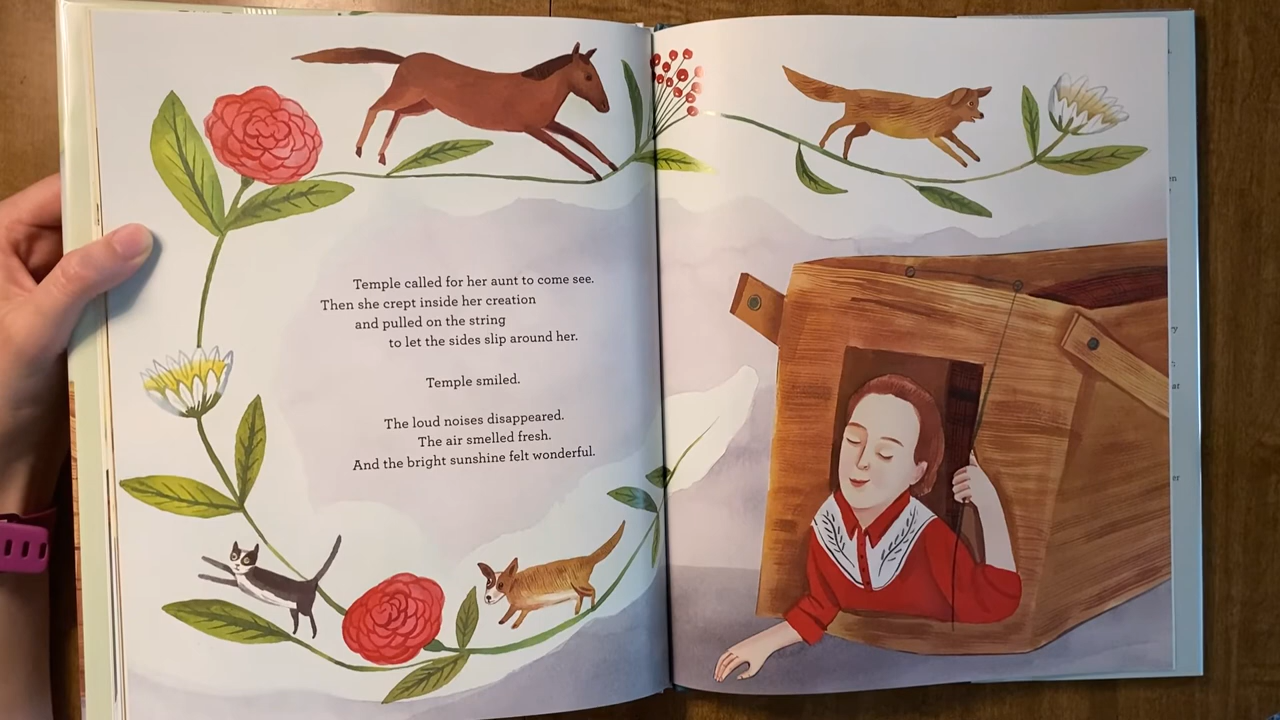 Temple called for her aunt to come see.
Then she crept inside her creation
and pulled on the string
to let the sides slip around her.
Temple smiled.
The loud noises disappeared.
The air smelled fresh.
And the bright sunshine felt wonderful.